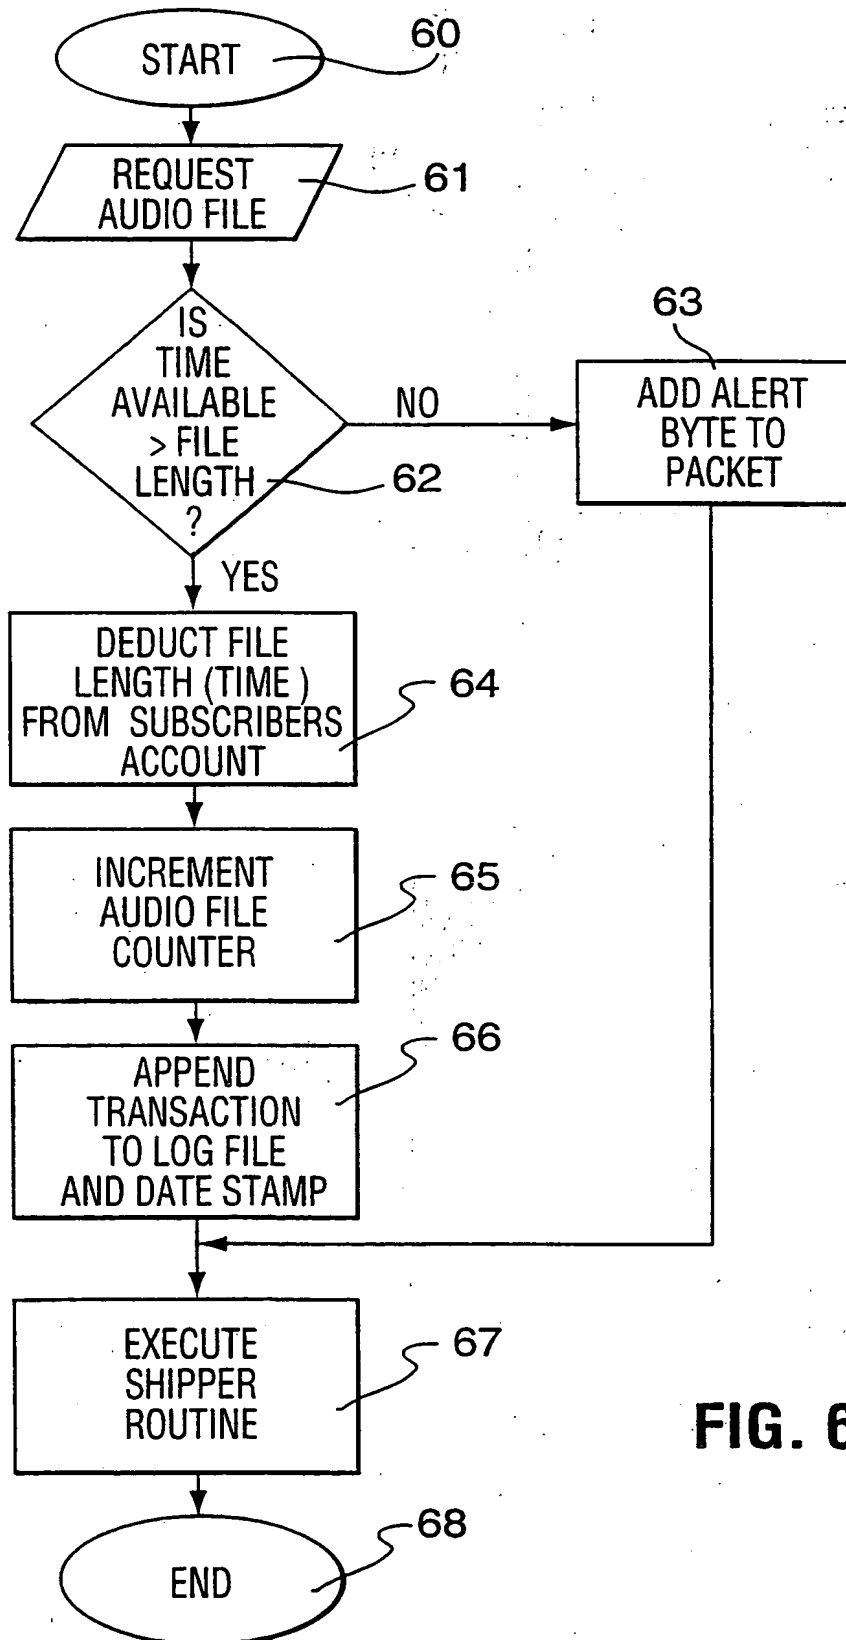 START
60
REQUEST
AUDIO FILE
61
IS
TIME
AVAILABLE
> FILE
LENGTH
?
62
NO
63
ADD ALERT
BYTE TO
PACKET
YES
DEDUCT FILE
LENGTH (TIME )
FROM SUBSCRIBERS
ACCOUNT
64
INCREMENT
AUDIO FILE
COUNTER
65
APPEND
TRANSACTION
TO LOG FILE
AND DATE STAMP
66
EXECUTE
SHIPPER
ROUTINE
67
FIG. 6
END
68